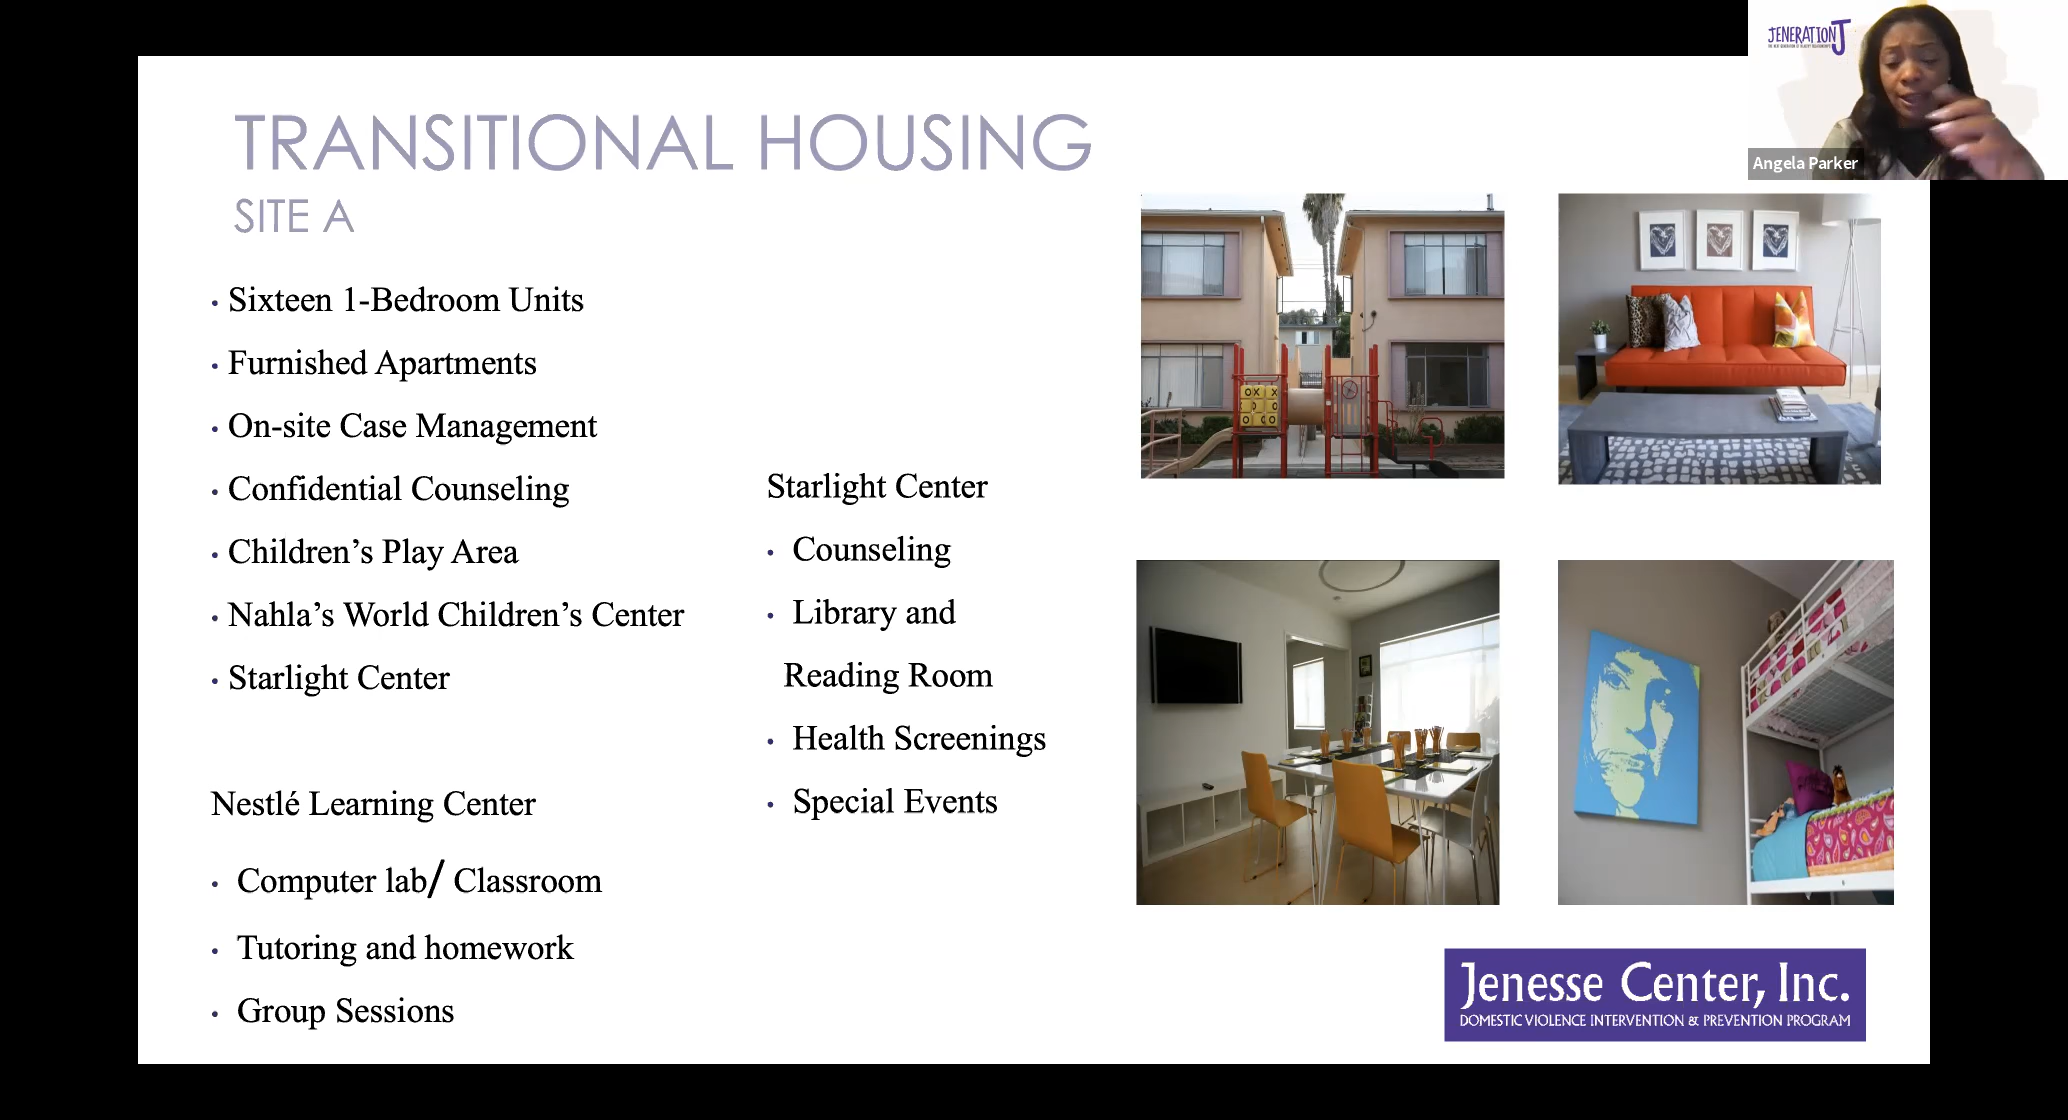 JENERATIONJ
Angela Parker
TRANSITIONAL HOUSING
SITE A
• Sixteen 1-Bedroom Units
• Furnished Apartments
• On-site Case Management
• Confidential Counseling
• Children’s Play Area
• Nahla’s World Children’s Center
• Starlight Center
Nestlé Learning Center
• Computer lab/ Classroom
• Tutoring and homework
• Group Sessions
Starlight Center
• Counseling
• Library and
Reading Room
• Health Screenings
• Special Events
Jenesse Center, Inc.
DOMESTIC VIOLENCE INTERVENTION & PREVENTION PROGRAM